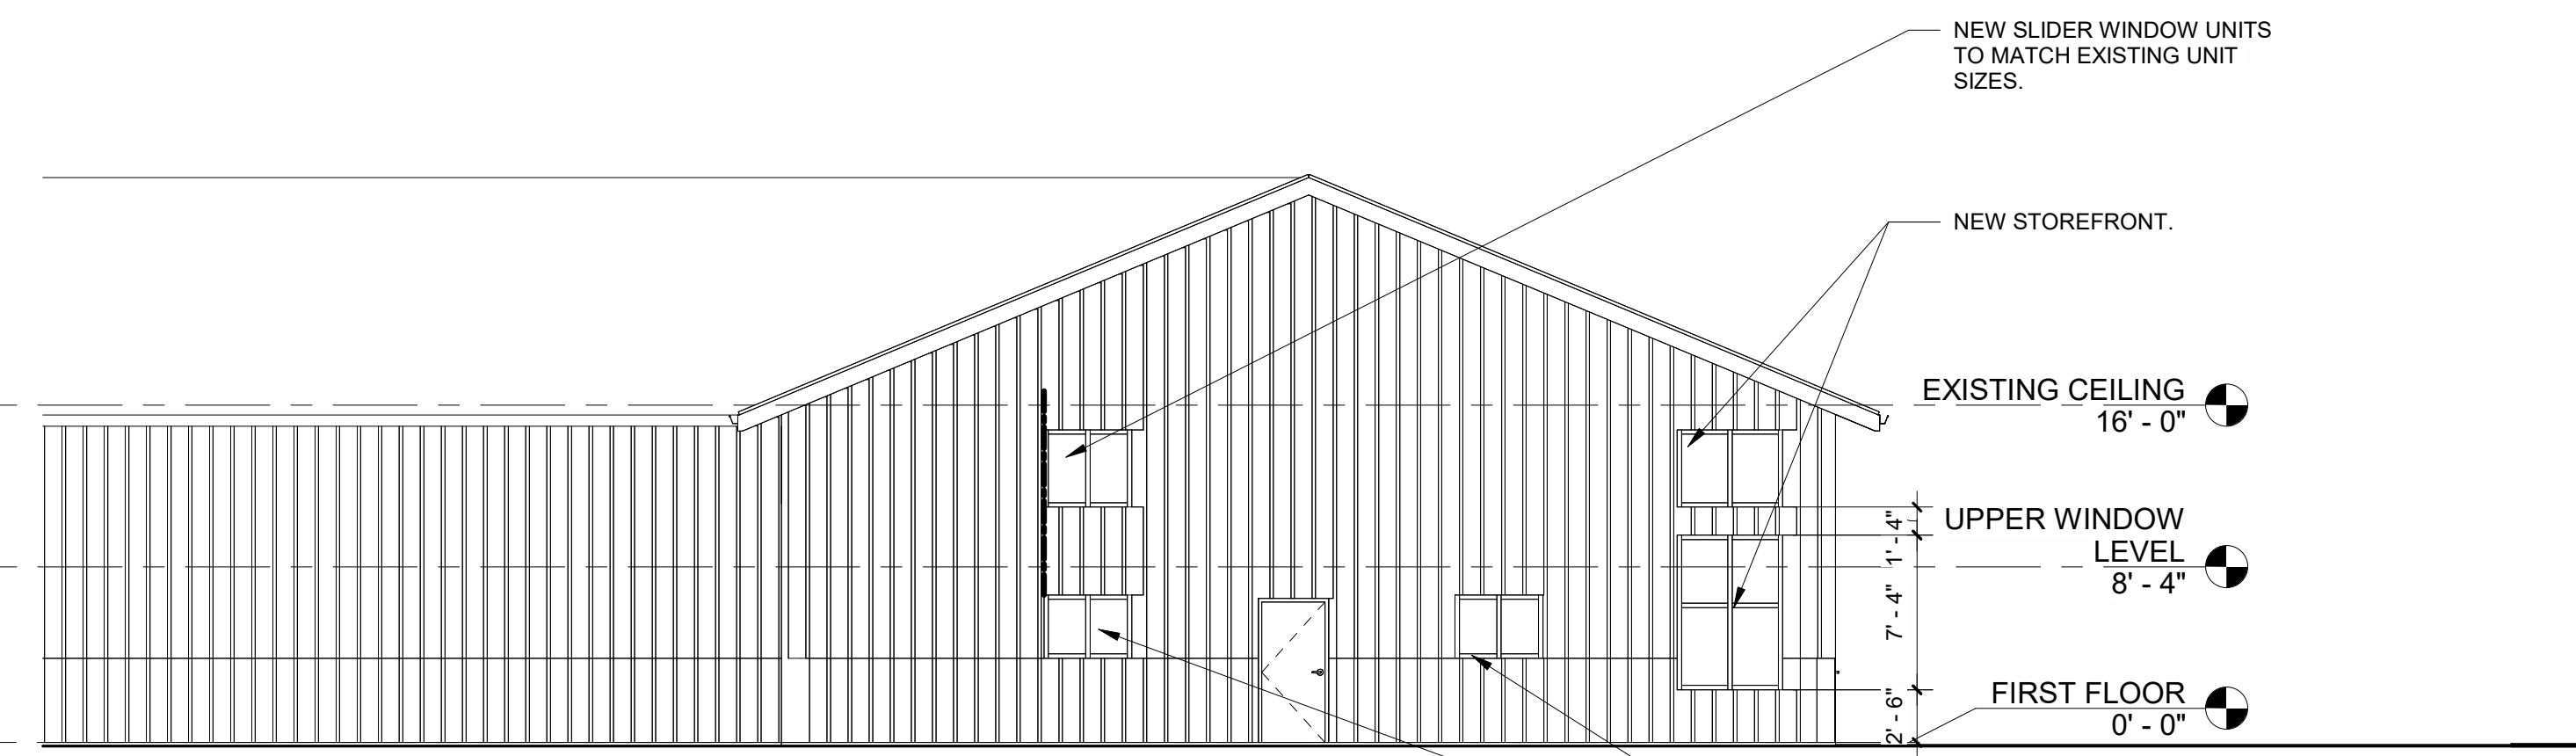 NEW SLIDER WINDOW UNITS
TO MATCH EXISTING UNIT
SIZES.
NEW STOREFRONT.
EXISTING CEILING
16' - 0"
UPPER WINDOW
LEVEL
8' - 4"
1' - 4"
7' - 4"
2' - 6"
FIRST FLOOR
0' - 0"